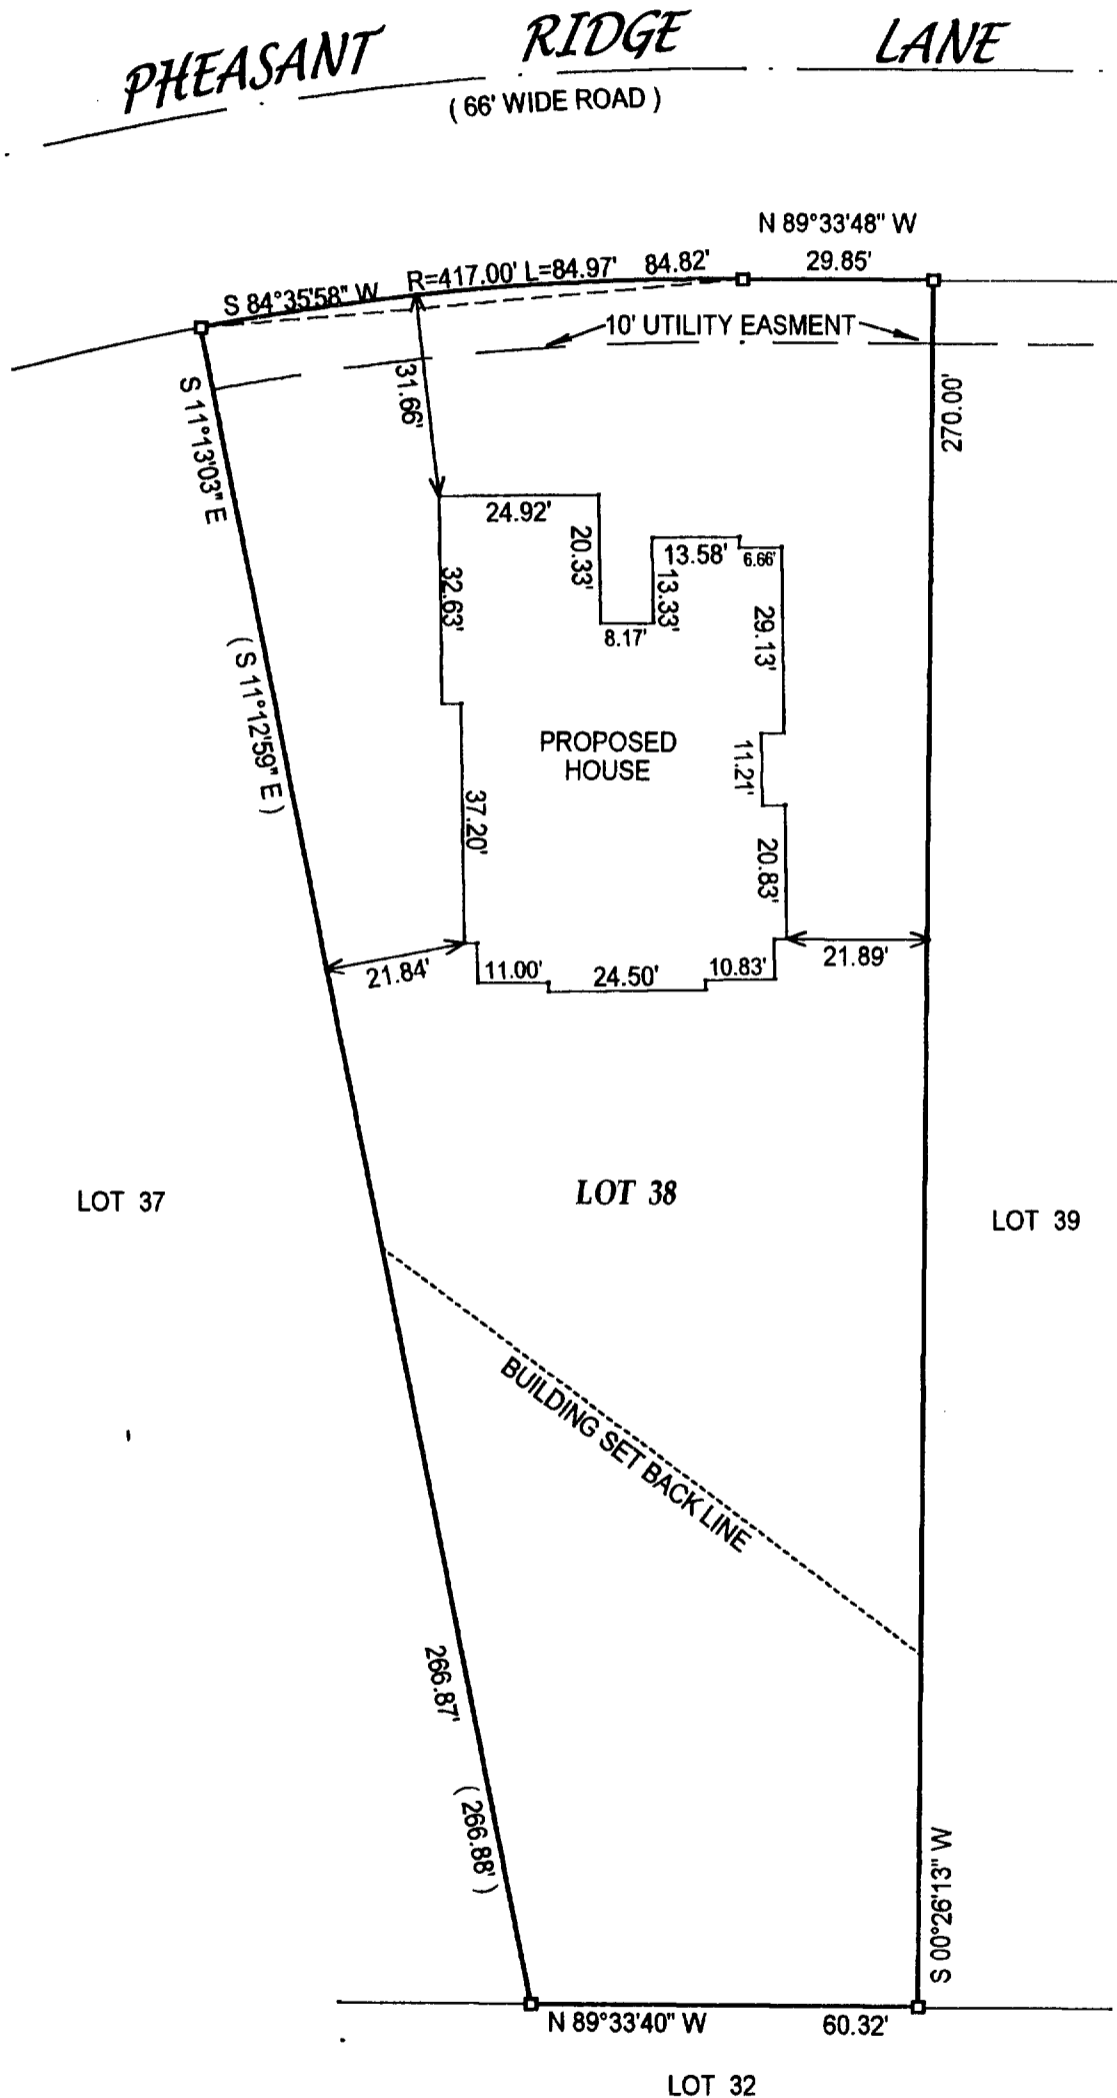 PHEASANT RIDGE LANE
( 66' WIDE ROAD )
N 89°33'48" W
29.85'
S 84°35'58" W
R=417.00' L=84.97'
84.82'
10' UTILITY EASMENT
270.00'
31.66'
S 11°13'03" E
( S 11°12'59" E )
24.92'
20.33'
13.58'
6.66'
32.63'
13.33'
8.17'
29.13'
PROPOSED
HOUSE
11.21'
37.20'
20.83'
21.84'
11.00'
24.50'
10.83'
21.89'
LOT 37
LOT 38
LOT 39
BUILDING SET BACK LINE
266.87'
( 266.88' )
S 00°26'13" W
N 89°33'40" W
60.32'
LOT 32